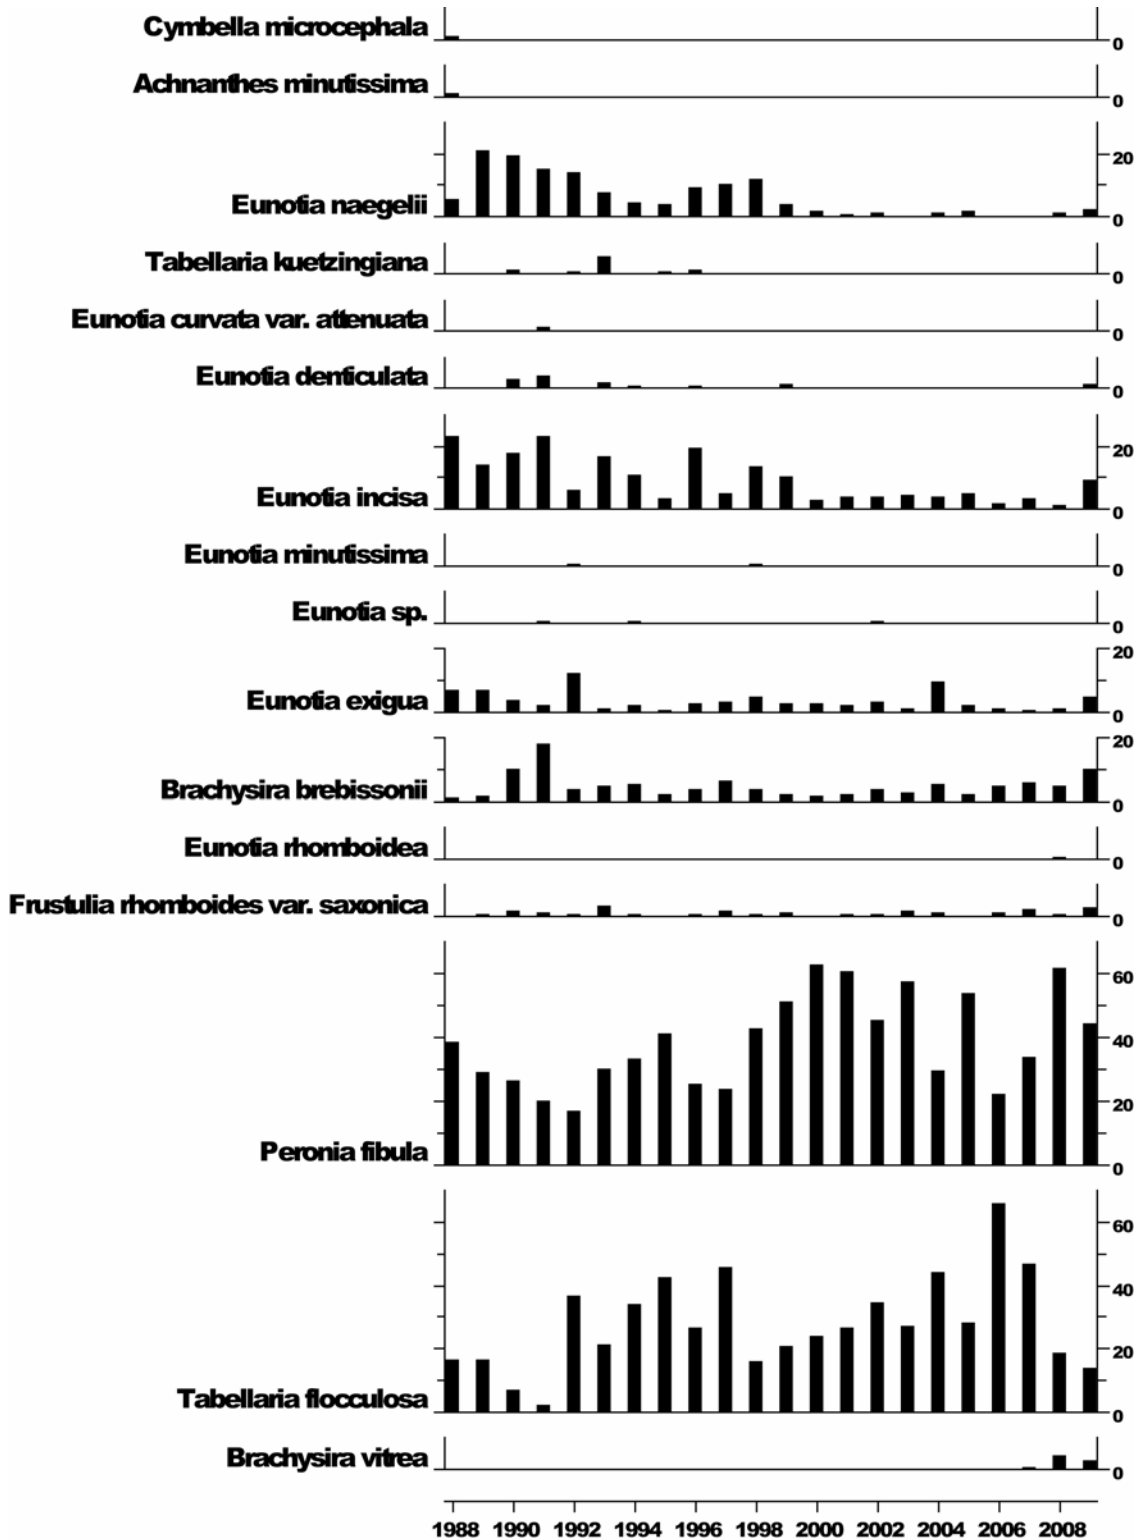 Cymbella microcephala
0
Achnanthes minutissima
0
20
Eunotia naegelii
0
Tabellaria kuetzingiana
0
Eunotia curvata var. attenuata
0
Eunotia denticulata
0
20
Eunotia incisa
0
Eunotia minutissima
0
Eunotia sp.
0
20
Eunotia exigua
0
20
Brachysira brebissonii
0
Eunotia rhomboidea
0
Frustulia rhomboides var. saxonica
0
60
40
20
Peronia fibula
0
60
40
20
Tabellaria flocculosa
0
Brachysira vitrea
0
1988 1990 1992 1994 1996 1998 2000 2002 2004 2006 2008